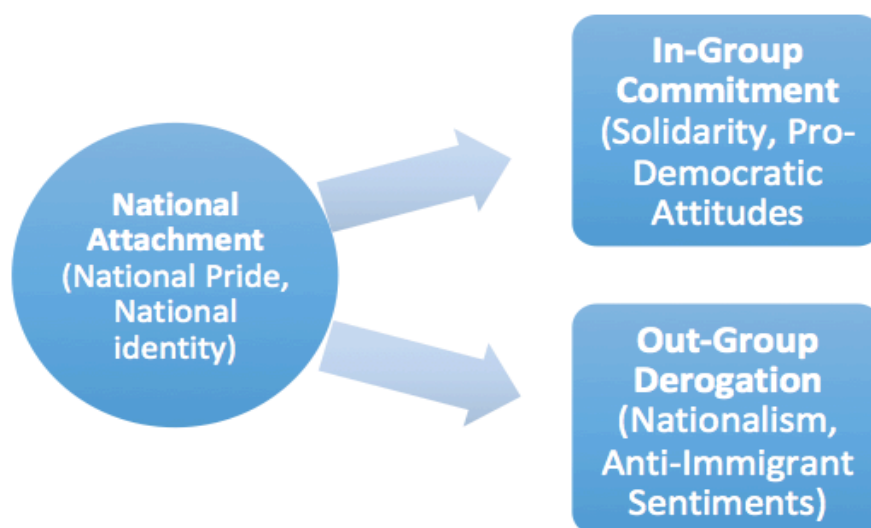 National
Attachment
(National Pride,
National
identity)
In-Group
Commitment
(Solidarity, Pro-
Democratic
Attitudes
Out-Group
Derogation
(Nationalism,
Anti-Immigrant
Sentiments)